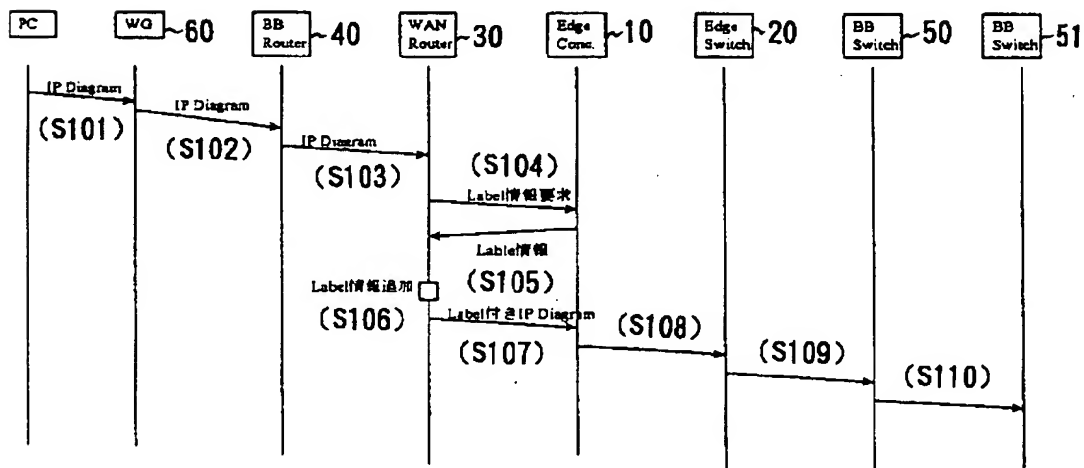 PC
WG
60
BB
Router
40
WAN
Router
30
Edge
Conc.
10
Edge
Switch
20
BB
Switch
50
BB
Switch
51
IP Diagram
(S101)
IP Diagram
(S102)
IP Diagram
(S103)
(S104)
Label情報要求
Lable情報
(S105)
Label情報追加
(S106)
Label付きIP Diagram
(S107)
(S108)
(S109)
(S110)